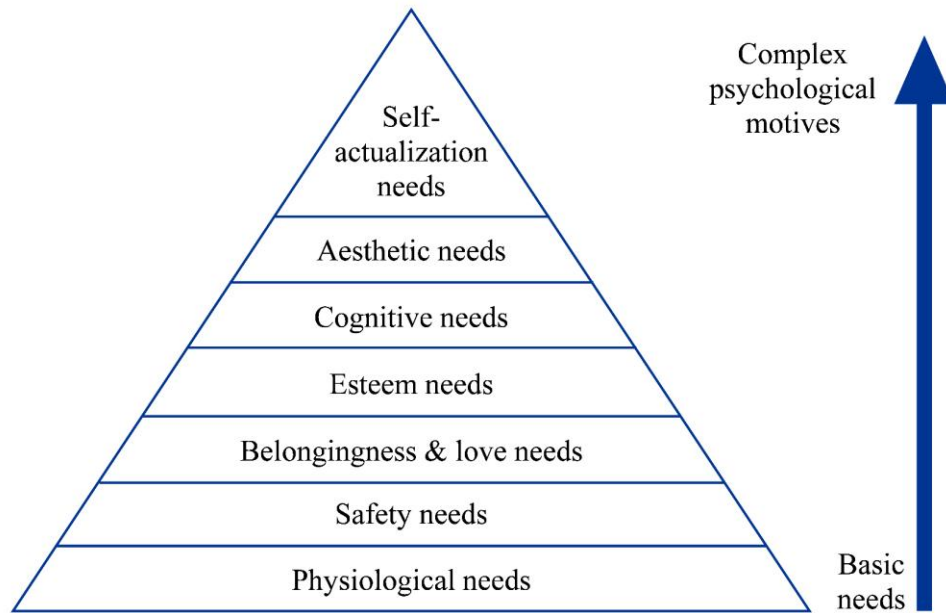 Self-
actualization
needs
Aesthetic needs
Cognitive needs
Esteem needs
Belongingness & love needs
Safety needs
Physiological needs
Complex
psychological
motives
Basic
needs